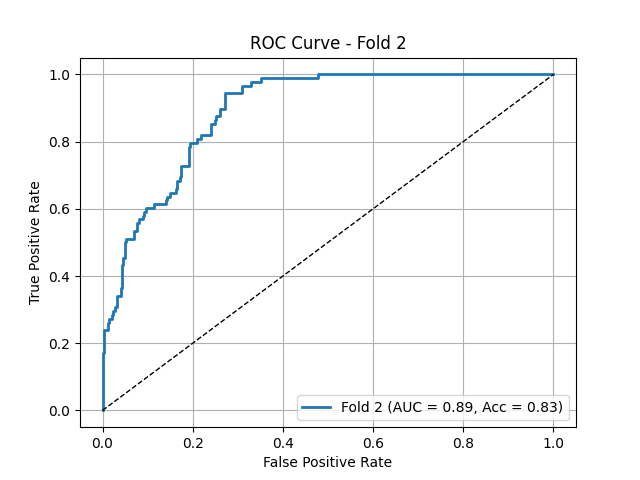 ROC Curve - Fold 2
True Positive Rate
1.0
0.8
0.6
0.4
0.2
0.0
Fold 2 (AUC = 0.89, Acc = 0.83)
0.0 0.2 0.4 0.6 0.8 1.0
False Positive Rate